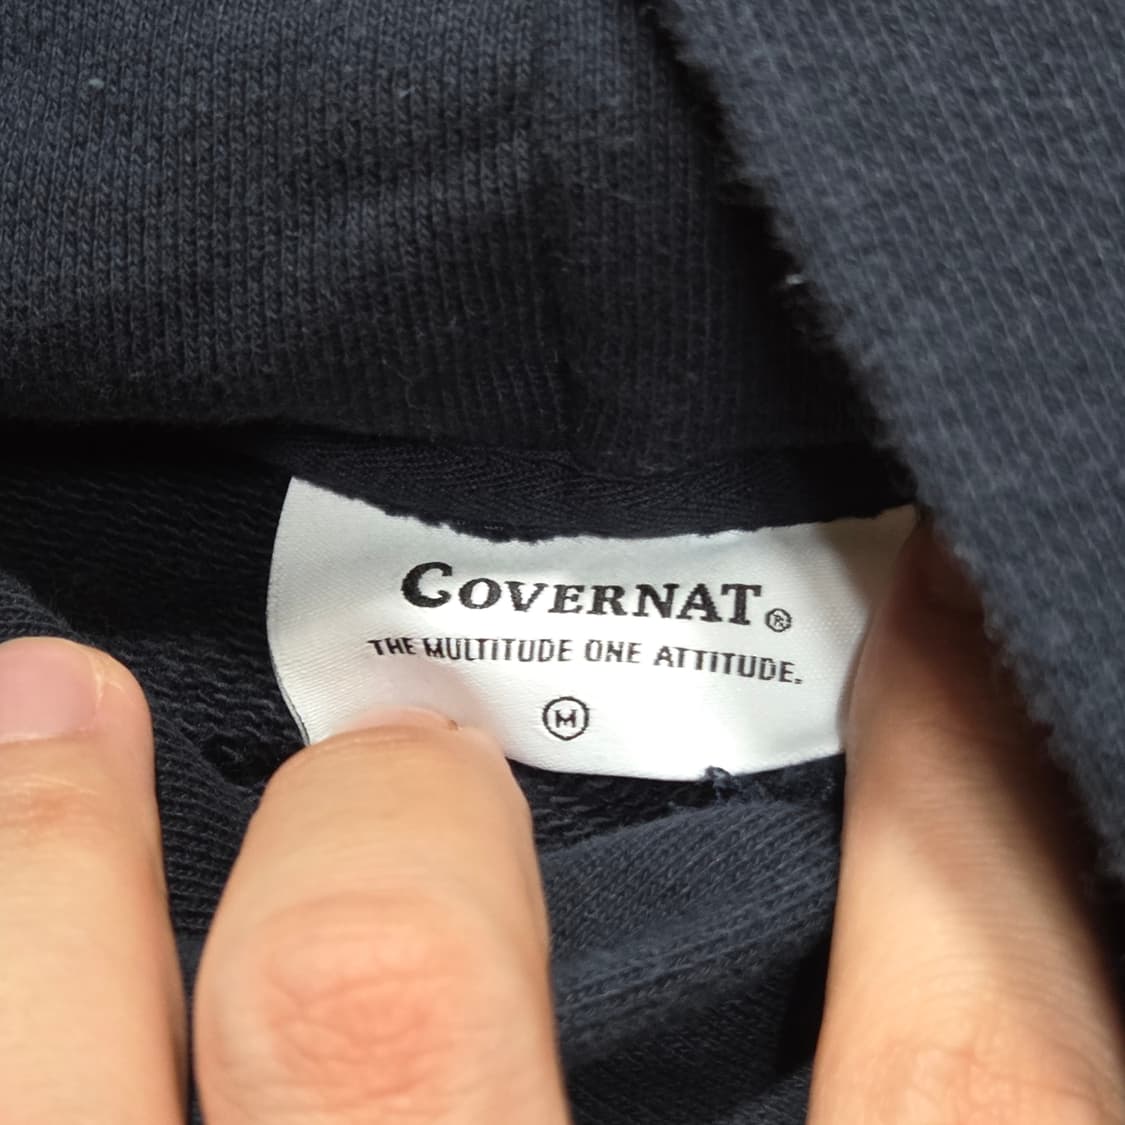 COVERNAT®
THE MULTITUDE ONE ATTITUDE.
M